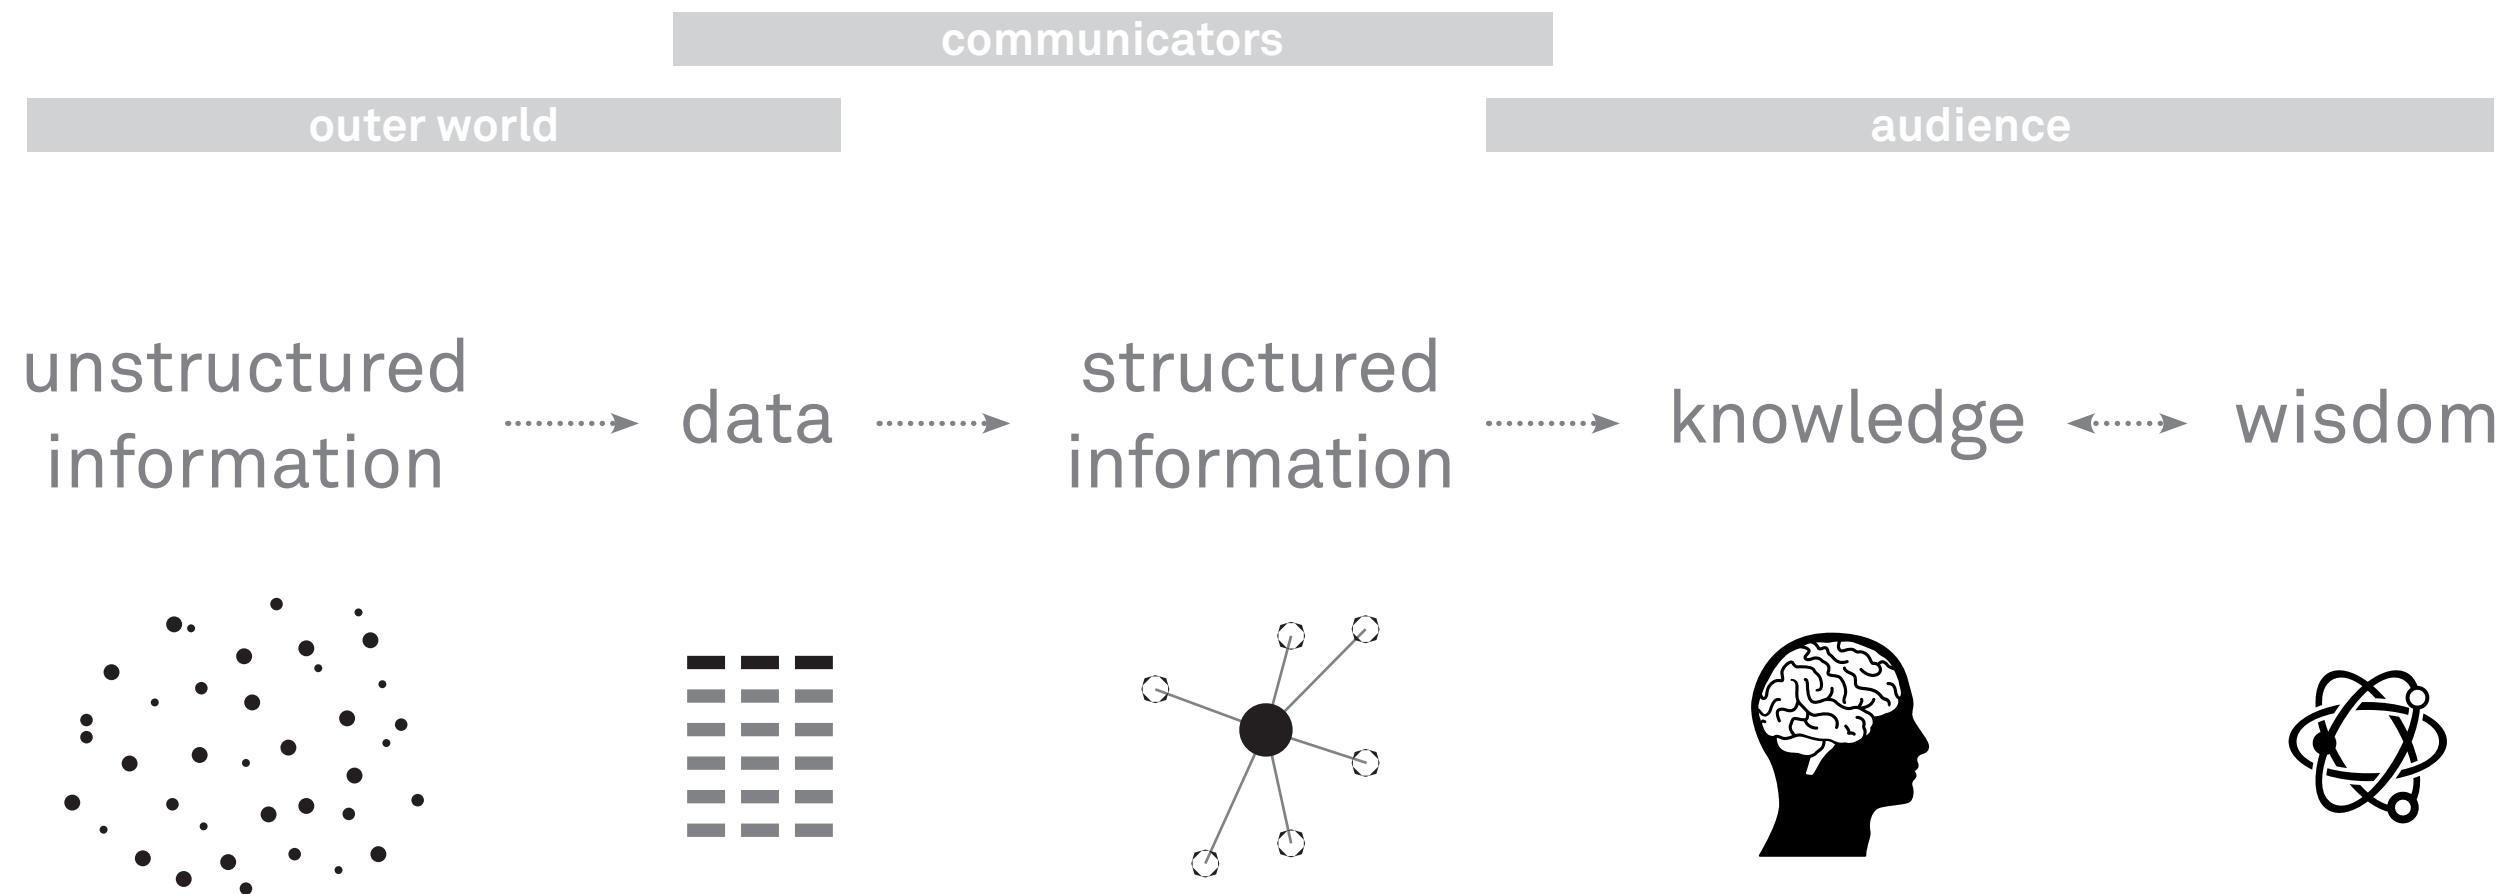 communicators
outer world
audience
unstructured
information
data
structured
information
knowledge
wisdom